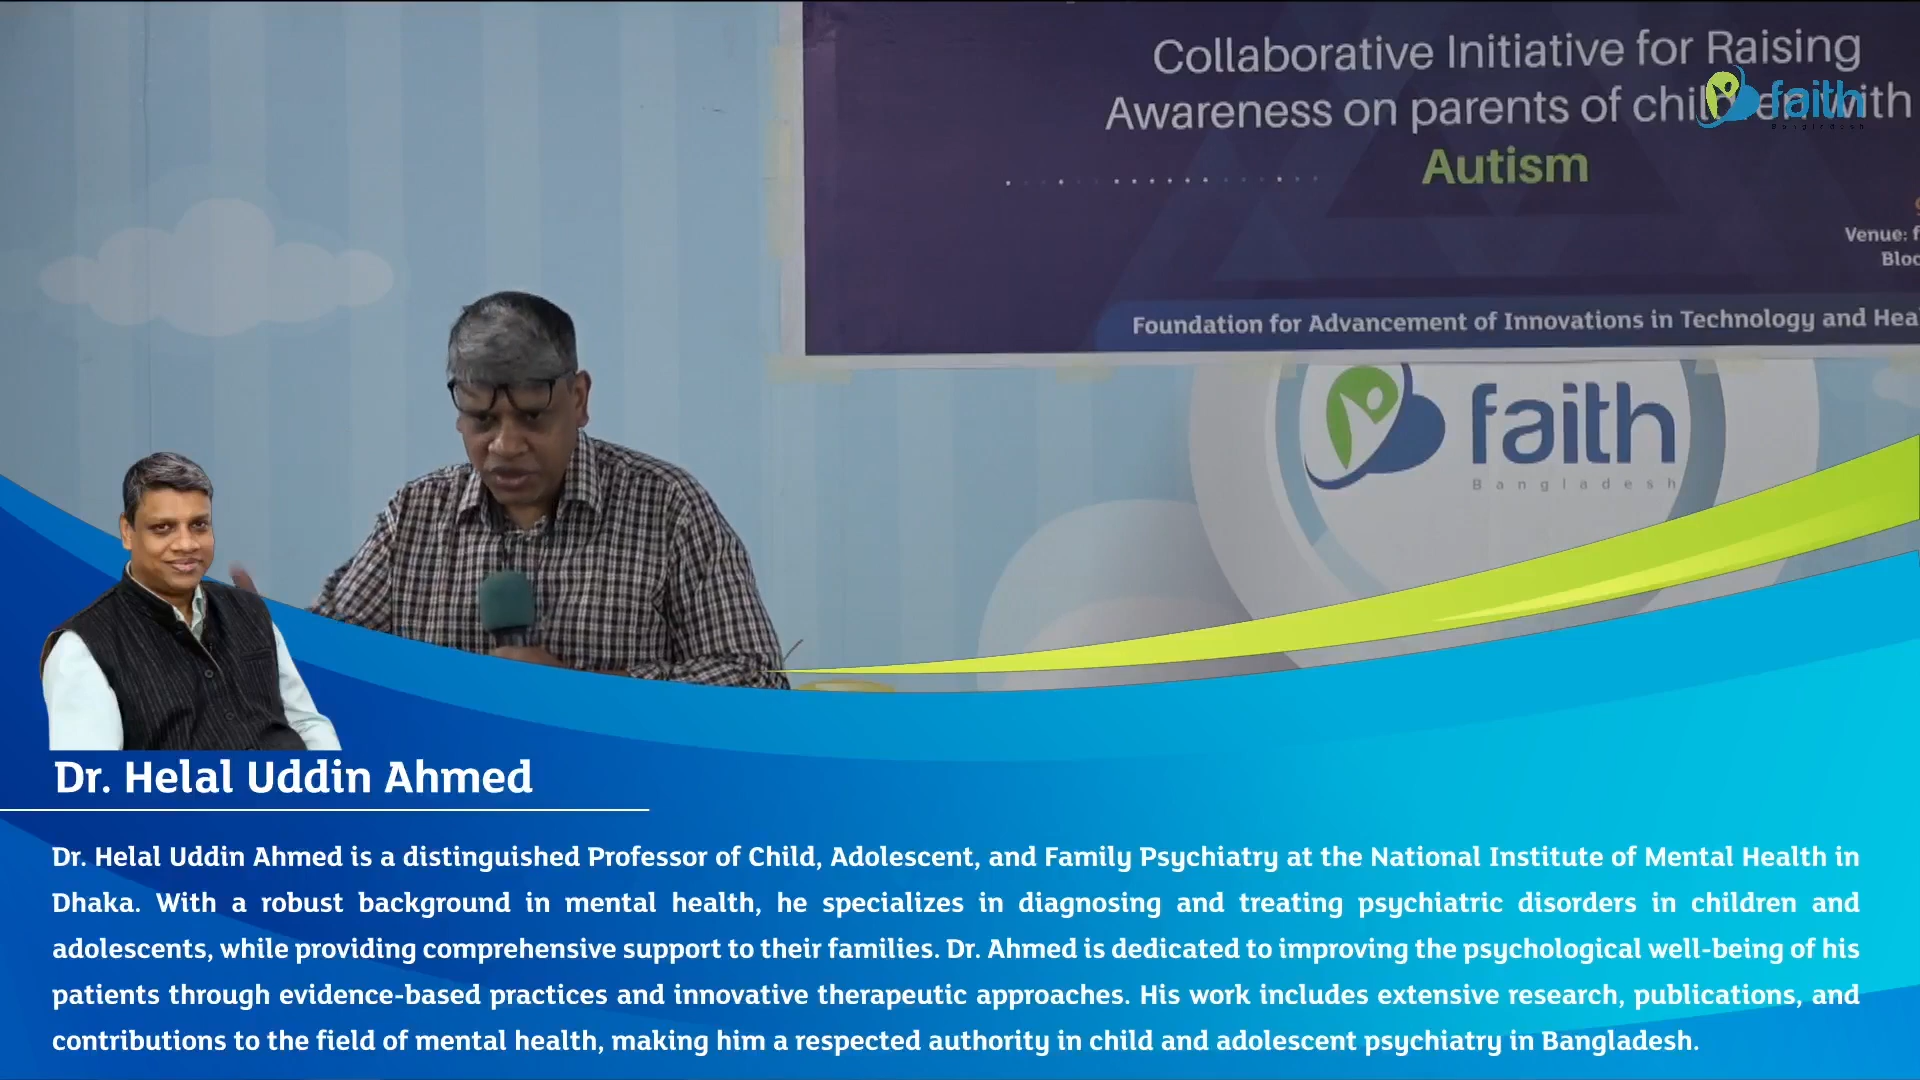 Collaborative Initiative for Raising
Awareness on parents of children with
Autism
faith
Bangladesh
Venue:
Foundation for Advancement of Innovations in Technology and
faith
Bangladesh
Dr. Helal Uddin Ahmed
Dr. Helal Uddin Ahmed is a distinguished Professor of Child, Adolescent, and Family Psychiatry at the National Institute of Mental Health in
Dhaka. With a robust background in mental health, he specializes in diagnosing and treating psychiatric disorders in children and
adolescents, while providing comprehensive support to their families. Dr. Ahmed is dedicated to improving the psychological well-being of his
patients through evidence-based practices and innovative therapeutic approaches. His work includes extensive research, publications, and
contributions to the field of mental health, making him a respected authority in child and adolescent psychiatry in Bangladesh.